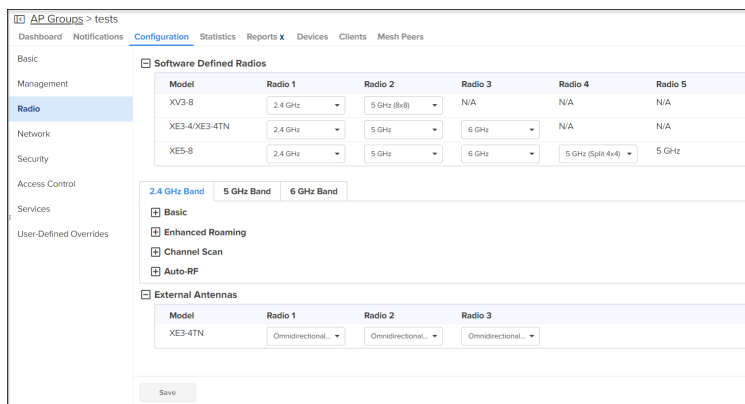 AP Groups > tests
Dashboard Notifications Configuration Statistics Reports X Devices Clients Mesh Peers
Basic
Management
Radio
Network
Security
Access Control
Services
User-Defined Overrides
Software Defined Radios
Model Radio 1 Radio 2 Radio 3 Radio 4 Radio 5
XV3-8 2.4 GHz 5 GHz (8x8) N/A N/A N/A
XE3-4/XE3-4TN 2.4 GHz 5 GHz 6 GHz N/A N/A
XE5-8 2.4 GHz 5 GHz 6 GHz 5 GHz (Split 4x4) 5 GHz
2.4 GHz Band 5 GHz Band 6 GHz Band
Basic
Enhanced Roaming
Channel Scan
Auto-RF
External Antennas
Model Radio 1 Radio 2 Radio 3
XE3-4TN Omnidirectional... Omnidirectional... Omnidirectional...
Save